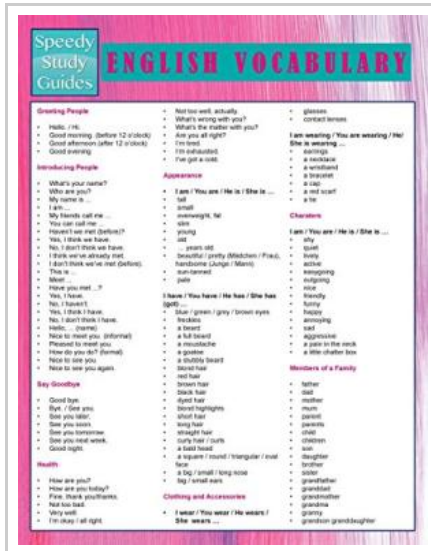 Speedy
Study
Guides
ENGLISH VOCABULARY
Greeting People
Hello. / Hi.
Good morning. (before 12 o'clock)
Good afternoon (after 12 o'clock)
Good evening
Introducing People
What's your name?
Who are you?
My name is ...
I am ...
My friends call me ...
You can call me ...
Haven't we met (before)?
Yes, I think we have.
No, I don't think we have.
I think we've already met.
I don't think we've met (before).
This is ...
Meet ...
Have you met ...?
Yes, I have.
No, I haven't.
Yes, I think I have.
No, I don't think I have.
Hello, ... (name)
Nice to meet you. (informal)
Pleased to meet you.
How do you do? (formal)
Nice to see you.
Nice to see you again.
Say Goodbye
Good bye.
Bye. / See you.
See you later.
See you soon.
See you tomorrow.
See you next week.
Good night.
Health
How are you?
How are you today?
Fine, thank you/thanks.
Not too bad.
Very well.
I'm okay / all right.
Not too well, actually.
What's wrong with you?
What's the matter with you?
Are you all right?
I'm tired.
I'm exhausted.
I've got a cold.
Appearance
I am / You are / He is / She is ...
tall
small
overweight, fat
slim
young
old
... years old
beautiful / pretty (Mädchen / Frau),
handsome (Junge / Mann)
sun-tanned
pale
I have / You have / He has / She has
(got) ...
blue / green / grey / brown eyes
freckles
a beard
a full beard
a moustache
a goatee
a stubbly beard
blond hair
red hair
brown hair
black hair
dyed hair
blond highlights
short hair
long hair
straight hair
curly hair / curls
a bald head
a square / round / triangular / oval
face
a big / small / long nose
big / small ears
Clothing and Accessories
I wear / You wear / He wears /
She wears ...
glasses
contact lenses
I am wearing / You are wearing / He/
She is wearing ...
earrings
a necklace
a wristband
a bracelet
a cap
a red scarf
a tie
Charaters
I am / You are / He is / She is ...
shy
quiet
lively
active
easygoing
outgoing
nice
friendly
funny
happy
annoying
sad
aggressive
a pain in the neck
a little chatter box
Members of a Family
father
dad
mother
mum
parent
parents
child
children
son
daughter
brother
sister
grandfather
granddad
grandmother
grandma
granny
grandson granddaughter